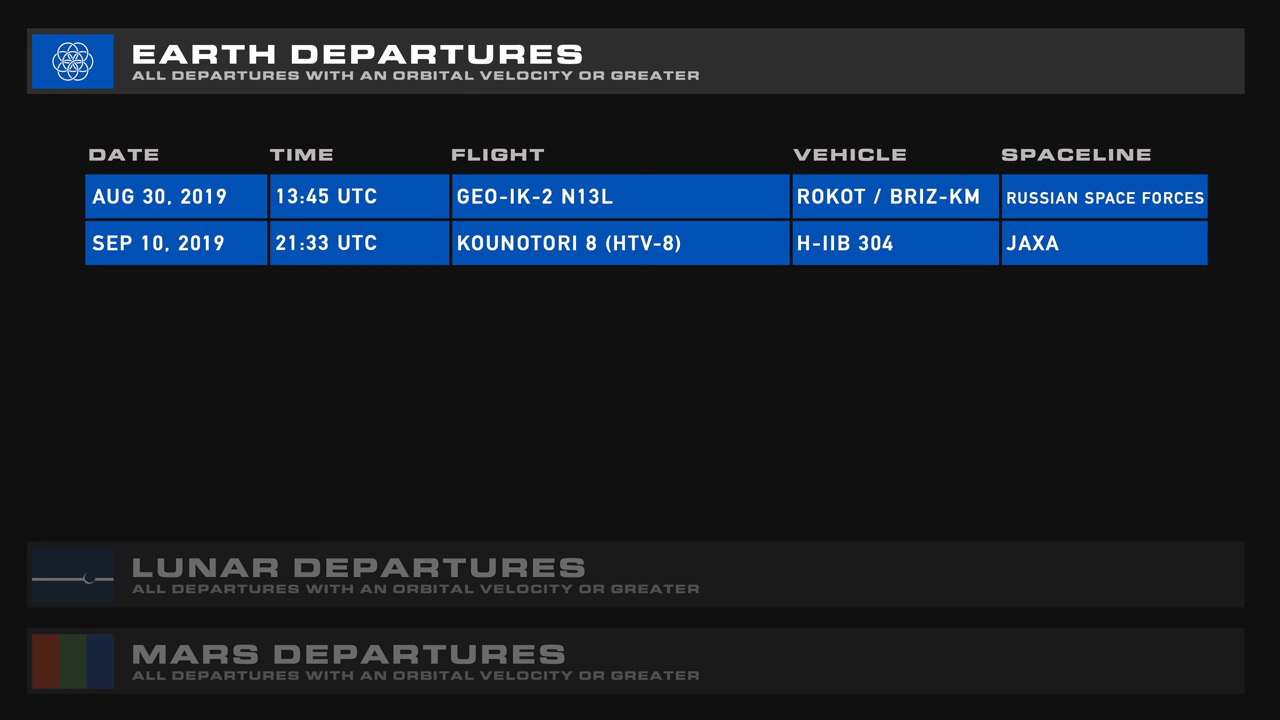 EARTH DEPARTURES
ALL DEPARTURES WITH AN ORBITAL VELOCITY OR GREATER
DATE TIME FLIGHT VEHICLE SPACELINE
AUG 30, 2019 13:45 UTC GEO-IK-2 N13L ROKOT / BRIZ-KM RUSSIAN SPACE FORCES
SEP 10, 2019 21:33 UTC KOUNOTORI 8 (HTV-8) H-IIB 304 JAXA
LUNAR DEPARTURES
ALL DEPARTURES WITH AN ORBITAL VELOCITY OR GREATER
MARS DEPARTURES
ALL DEPARTURES WITH AN ORBITAL VELOCITY OR GREATER